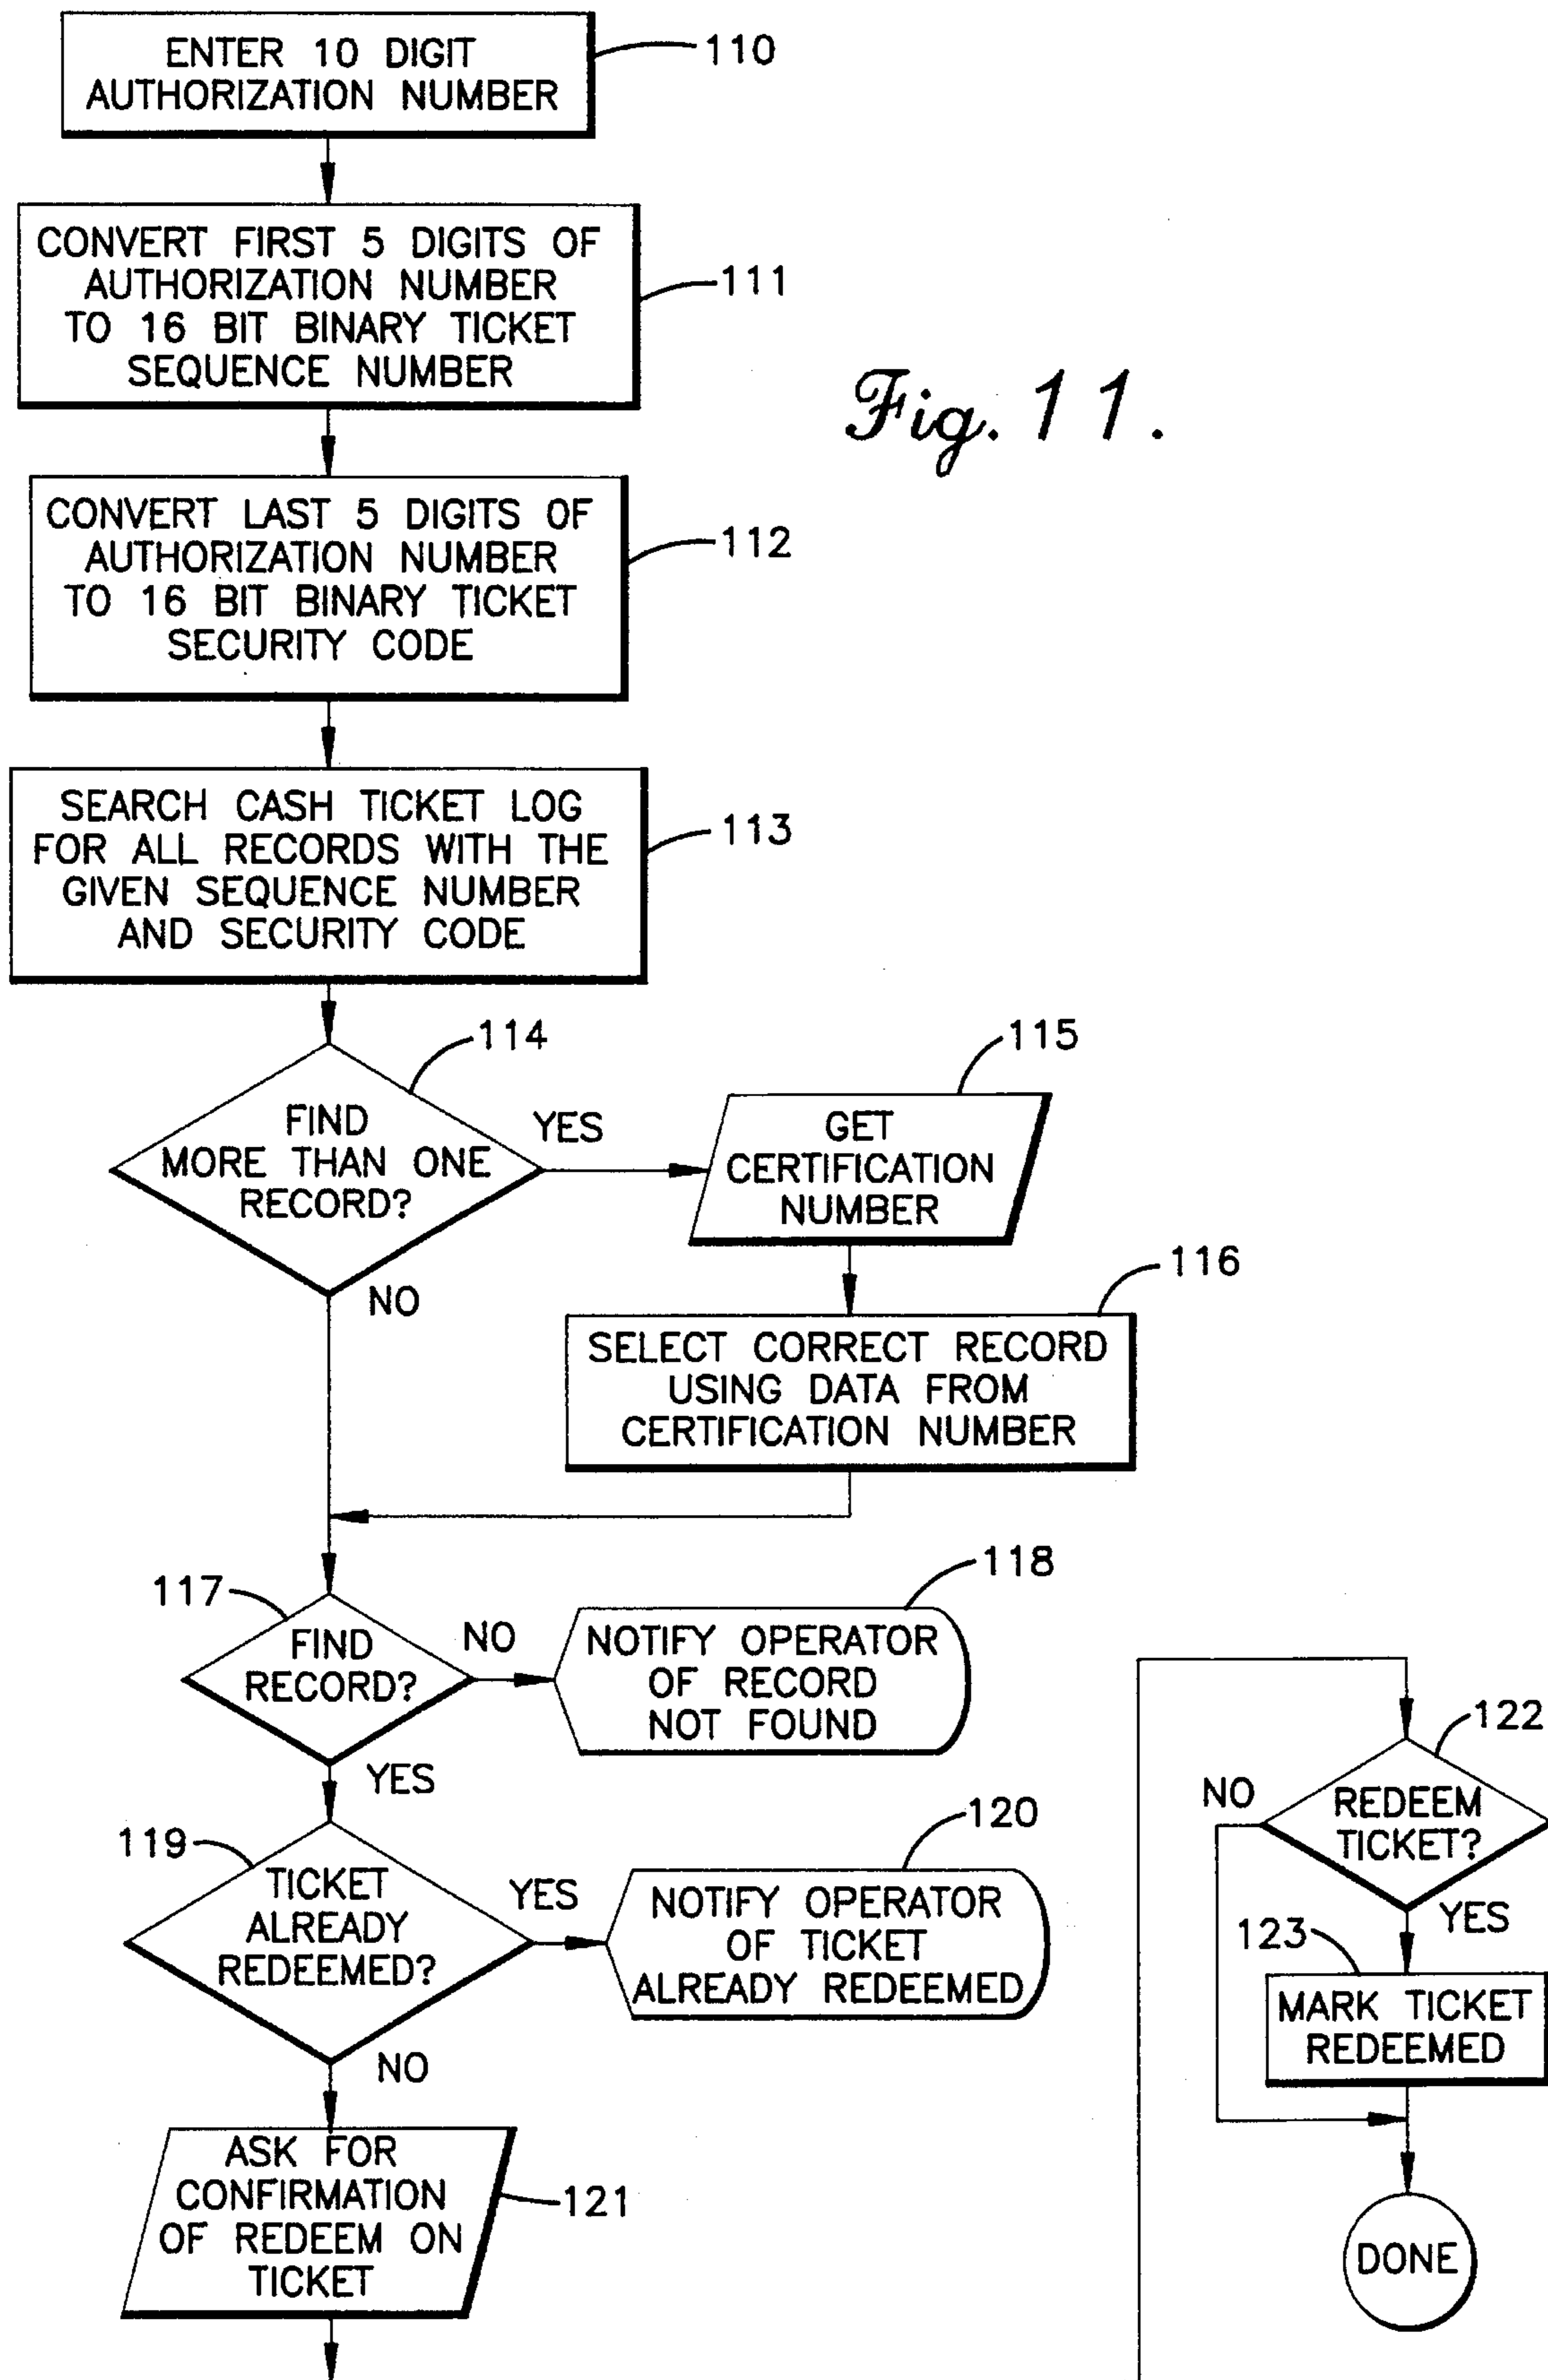 ENTER 10 DIGIT
AUTHORIZATION NUMBER
110
CONVERT FIRST 5 DIGITS OF
AUTHORIZATION NUMBER
TO 16 BIT BINARY TICKET
SEQUENCE NUMBER
111
Fig. 11.
CONVERT LAST 5 DIGITS OF
AUTHORIZATION NUMBER
TO 16 BIT BINARY TICKET
SECURITY CODE
112
SEARCH CASH TICKET LOG
FOR ALL RECORDS WITH THE
GIVEN SEQUENCE NUMBER
AND SECURITY CODE
113
114
FIND
MORE THAN ONE
RECORD?
YES
NO
115
GET
CERTIFICATION
NUMBER
116
SELECT CORRECT RECORD
USING DATA FROM
CERTIFICATION NUMBER
117
FIND
RECORD?
NO
YES
118
NOTIFY OPERATOR
OF RECORD
NOT FOUND
119
TICKET
ALREADY
REDEEMED?
YES
NO
120
NOTIFY OPERATOR
OF TICKET
ALREADY REDEEMED
ASK FOR
CONFIRMATION
OF REDEEM ON
TICKET
121
122
REDEEM
TICKET?
NO
YES
123
MARK TICKET
REDEEMED
DONE